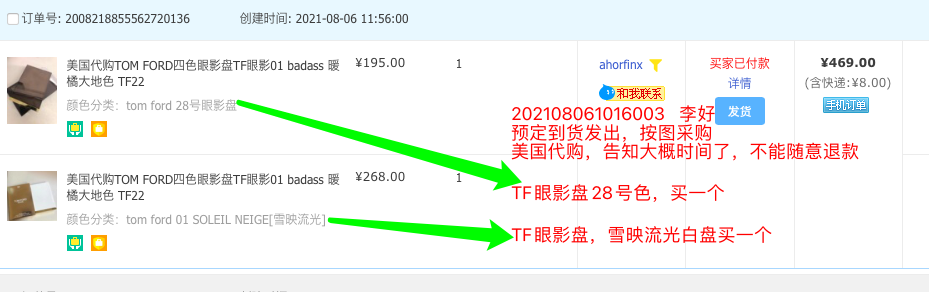 订单号: 2008218855562720136
创建时间: 2021-08-06 11:56:00
美国代购TOM FORD四色眼影盘TF眼影01 badass 暖
橘大地色 TF22
颜色分类：tom ford 28号眼影盘
¥195.00
1
ahorfinx
和我联系
买家已付款
详情
发货
¥469.00
(含快递:¥8.00)
手机订单
202108061016003 李好
预定到货发出，按图采购
美国代购，告知大概时间了，不能随意退款
TF眼影盘28号色，买一个
美国代购TOM FORD四色眼影盘TF眼影01 badass 暖
橘大地色 TF22
颜色分类：tom ford 01 SOLEIL NEIGE[雪映流光]
¥268.00
1
TF眼影盘，雪映流光白盘买一个